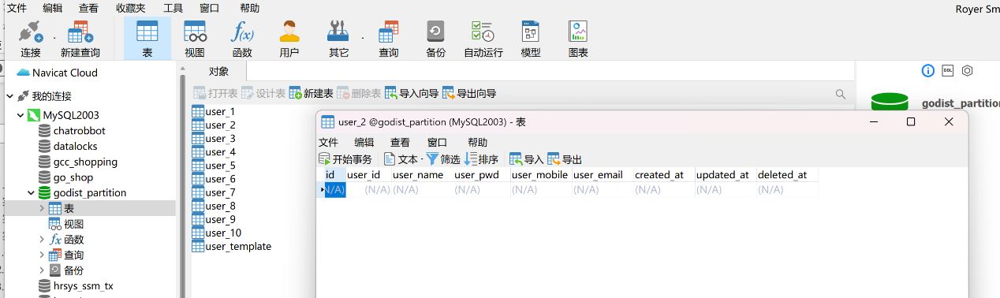 文件 编辑 查看 收藏夹 工具 窗口 帮助
Royer Sm
连接 新建查询 表 视图 函数 用户 其它 查询 备份 自动运行 模型 图表
Navicat Cloud
我的连接
MySQL2003
chatrobbot
datalocks
gcc_shopping
go_shop
godist_partition
表
视图
函数
查询
备份
hrsys_ssm_tx
对象
打开表 设计表 新建表 删除表 导入向导 导出向导
user_1
user_2
user_3
user_4
user_5
user_6
user_7
user_8
user_9
user_10
user_template
user_2 @godist_partition (MySQL2003) - 表
文件 编辑 查看 窗口 帮助
开始事务 文本 筛选 排序 导入 导出
id user_id user_name user_pwd user_mobile user_email created_at updated_at deleted_at
N/A) (N/A) (N/A) (N/A) (N/A) (N/A) (N/A) (N/A) (N/A)
DDL
godist_partition